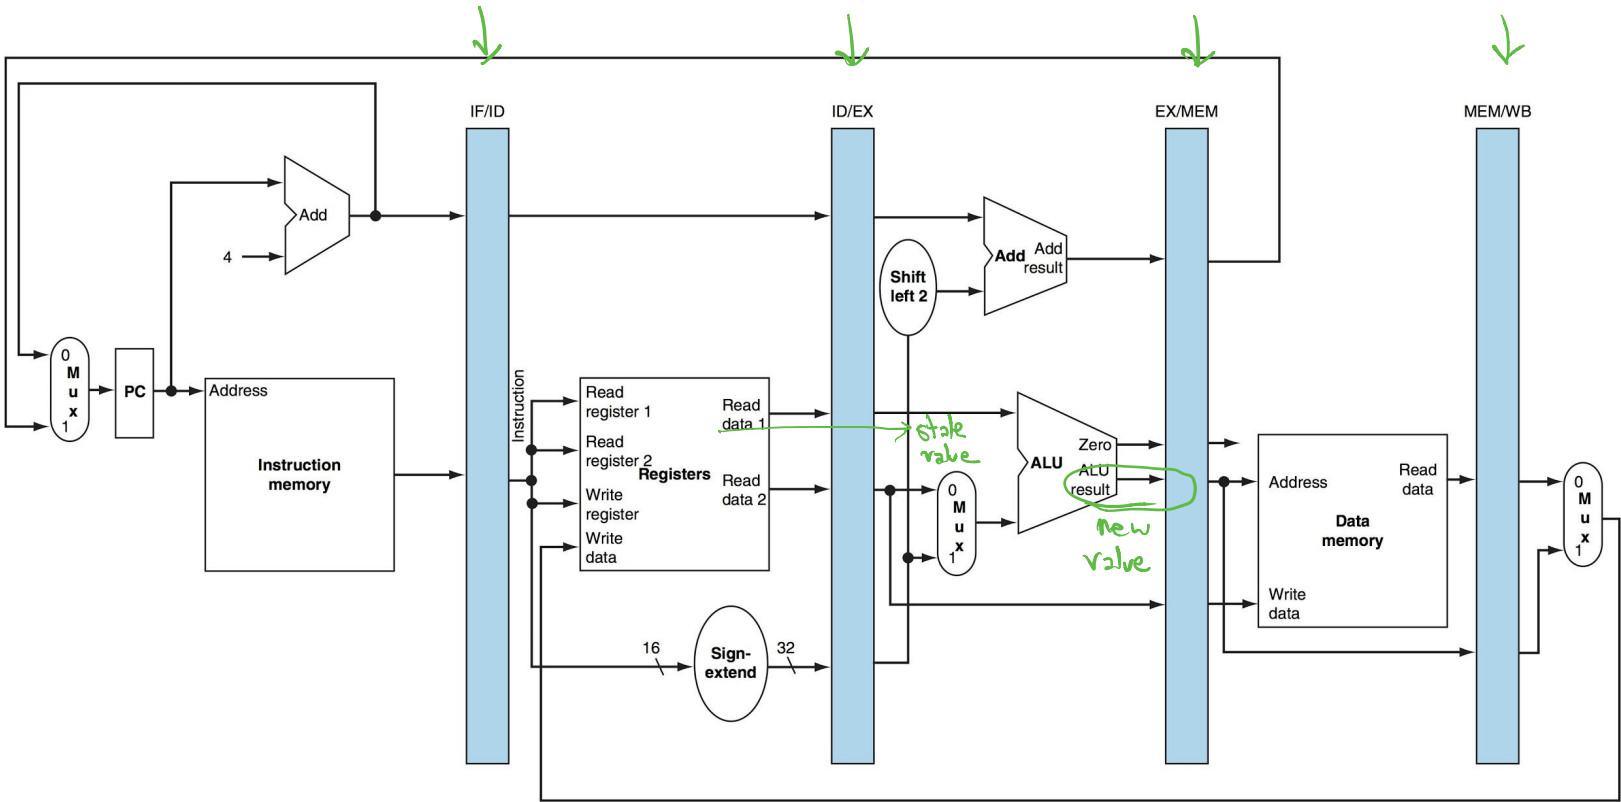 IF/ID
ID/EX
EX/MEM
MEM/WB
Add
4
Shift
left 2
Add
Add
result
0
M
u
x
1
PC
Address
Instruction
memory
Instruction
Read
register 1
Read
register 2
Write
register
Write
data
Registers
Read
data 1
Read
data 2
stale
value
0
M
u
x
1
ALU
Zero
ALU
result
new
value
Address
Read
data
Data
memory
Write
data
0
M
u
x
1
16
Sign-
extend
32